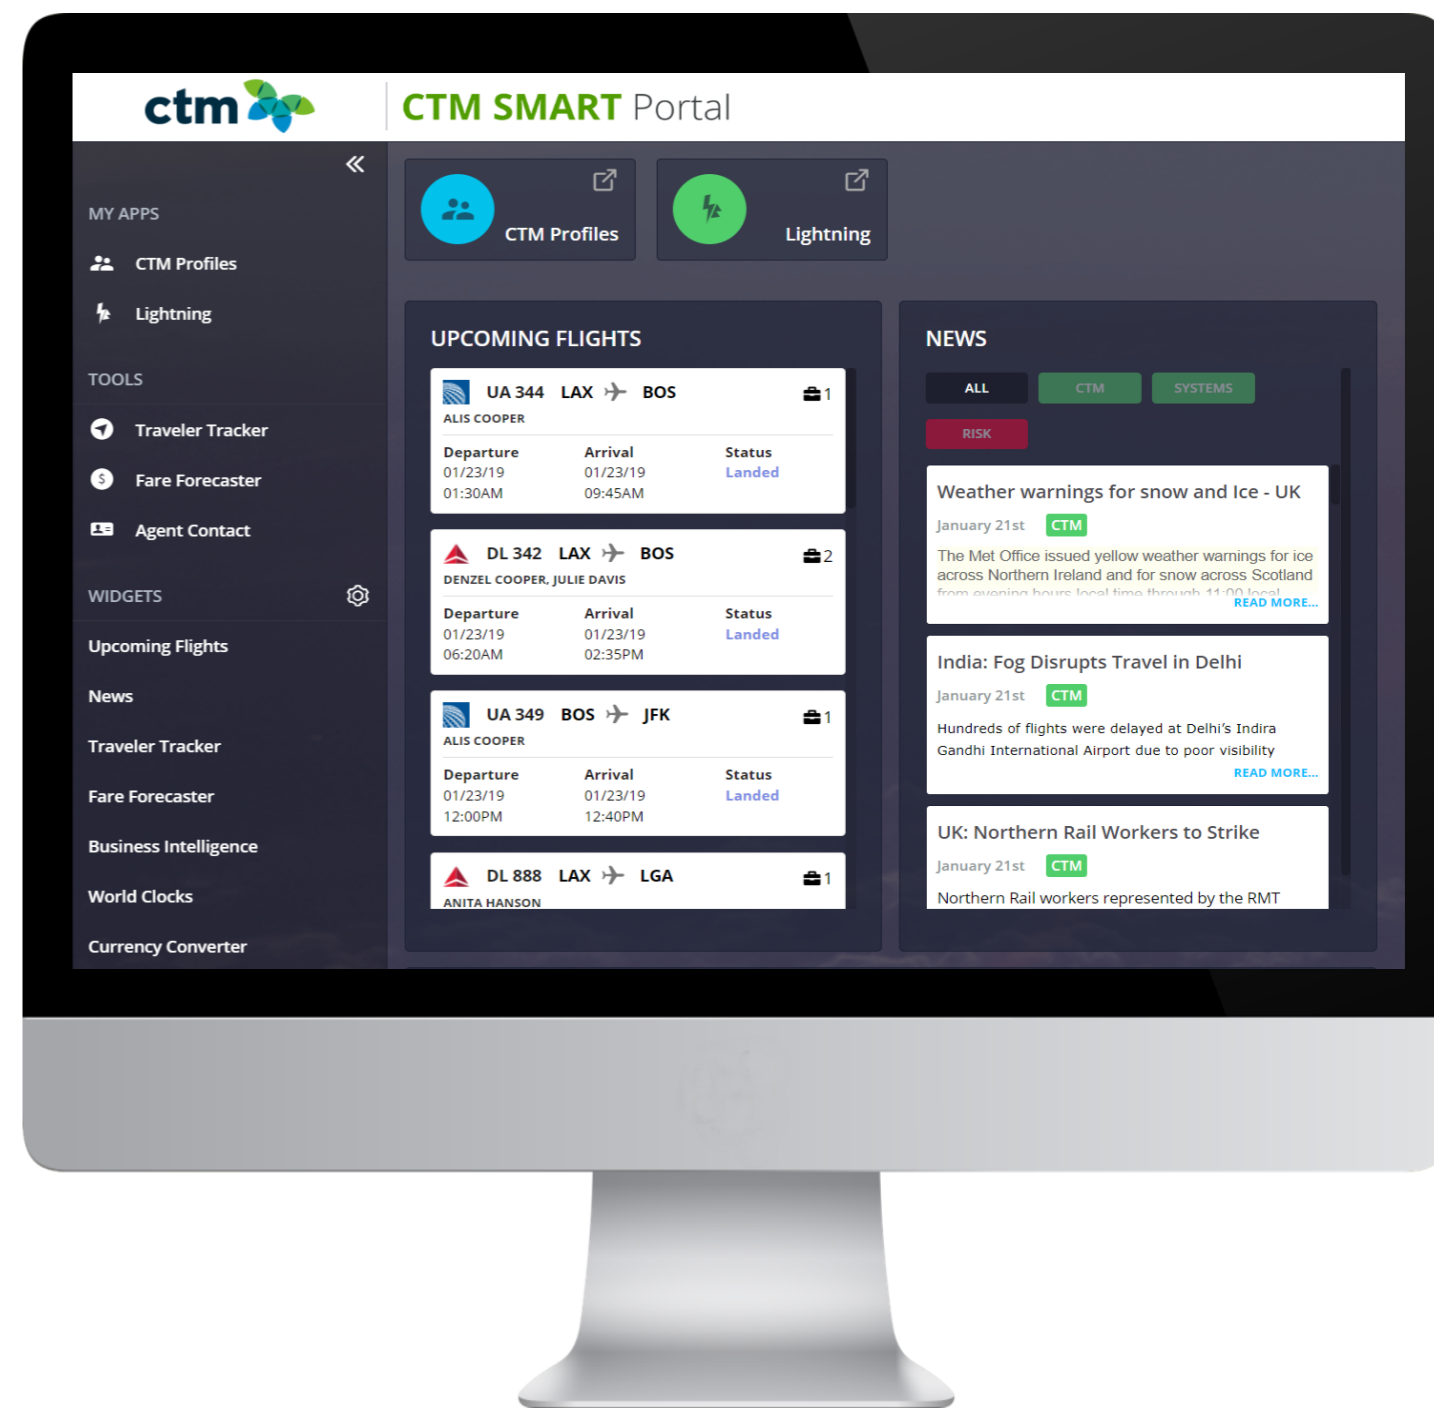 ctm
CTM SMART Portal
MY APPS
CTM Profiles
Lightning
TOOLS
Traveler Tracker
Fare Forecaster
Agent Contact
WIDGETS
Upcoming Flights
News
Traveler Tracker
Fare Forecaster
Business Intelligence
World Clocks
Currency Converter
CTM Profiles
Lightning
UPCOMING FLIGHTS
UA 344 LAX BOS 1
ALIS COOPER
Departure Arrival Status
01/23/19 01/23/19 Landed
01:30AM 09:45AM
DL 342 LAX BOS 2
DENZEL COOPER, JULIE DAVIS
Departure Arrival Status
01/23/19 01/23/19 Landed
06:20AM 02:35PM
UA 349 BOS JFK 1
ALIS COOPER
Departure Arrival Status
01/23/19 01/23/19 Landed
12:00PM 12:40PM
DL 888 LAX LGA 1
ANITA HANSON
NEWS
ALL CTM SYSTEMS
RISK
Weather warnings for snow and Ice - UK
January 21st CTM
The Met Office issued yellow weather warnings for ice
across Northern Ireland and for snow across Scotland
from evening hours local time through 11:00 local
READ MORE...
India: Fog Disrupts Travel in Delhi
January 21st CTM
Hundreds of flights were delayed at Delhi's Indira
Gandhi International Airport due to poor visibility
READ MORE...
UK: Northern Rail Workers to Strike
January 21st CTM
Northern Rail workers represented by the RMT